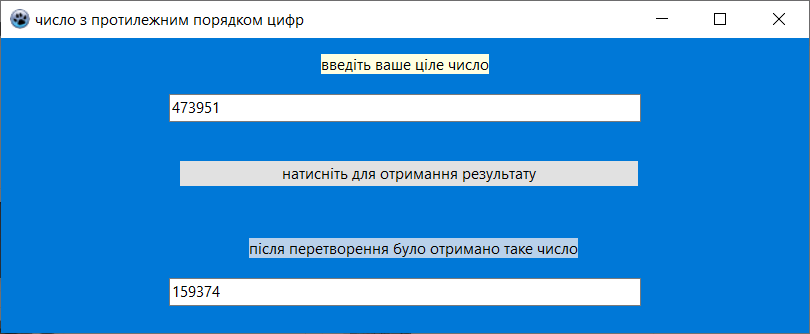 число з протилежним порядком цифр
введіть ваше ціле число
473951
натисніть для отримання результату
після перетворення було отримано таке число
159374